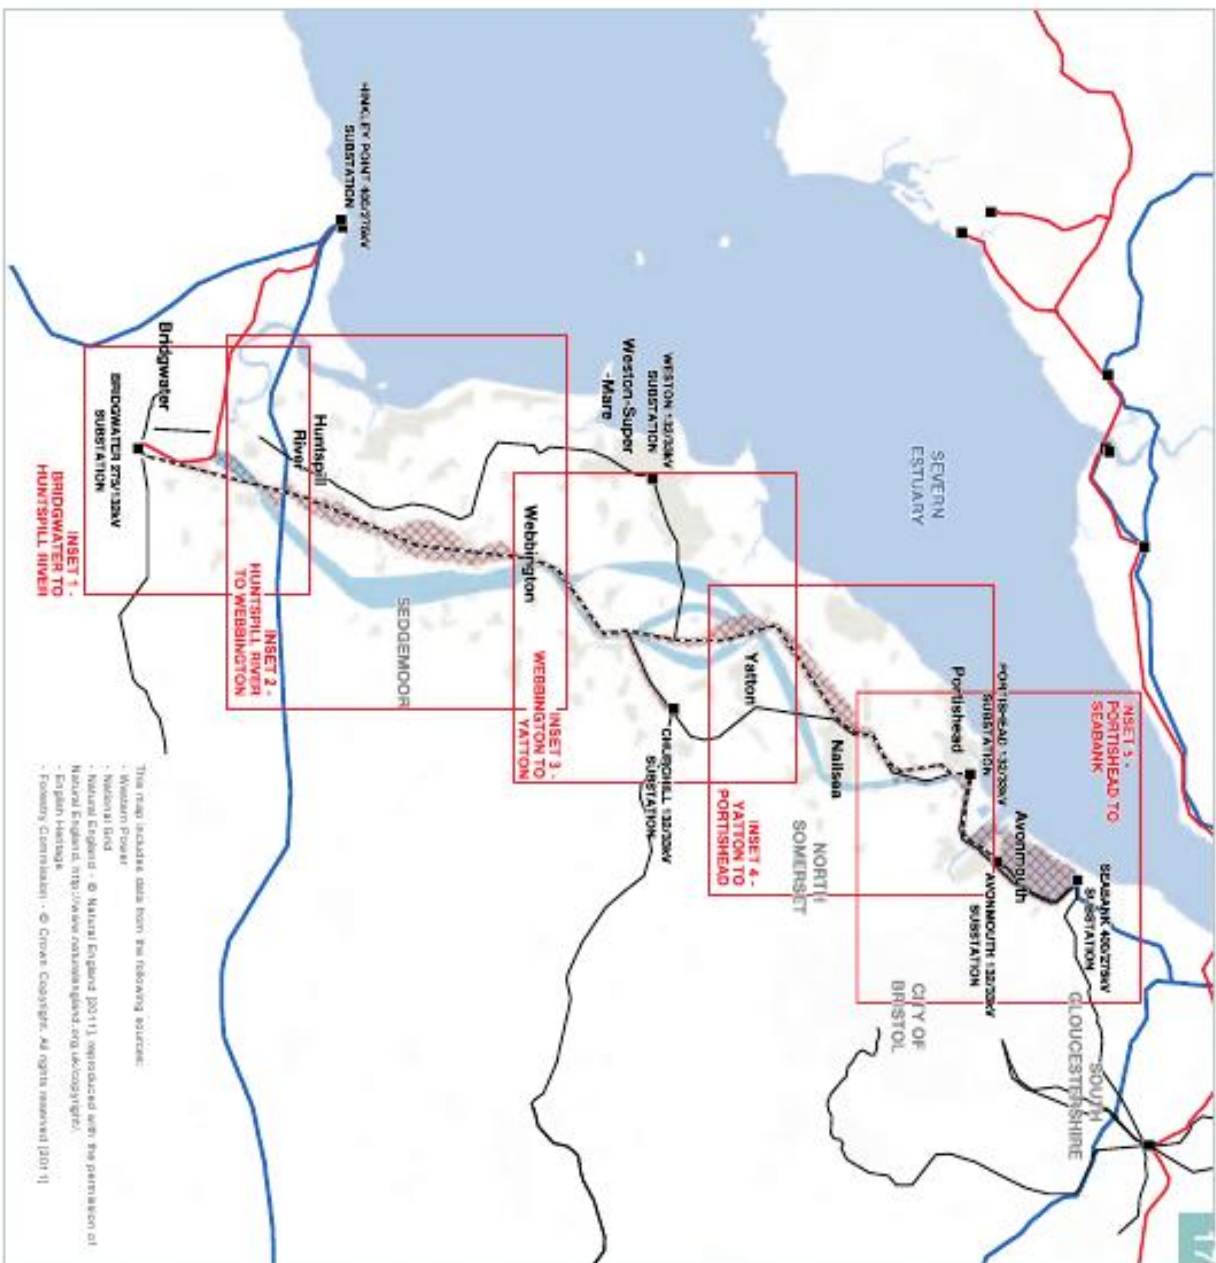 HINKLEY POINT 400/275kV
SUBSTATION
Bridgwater
BRIDGWATER 275/132kV
SUBSTATION
INSET 1 -
BRIDGWATER TO
HUNTSPILL RIVER
Huntspill
River
INSET 2 -
HUNTSPILL RIVER
TO WEBBINGTON
SEDGEMOOR
WESTON 132/33kV
SUBSTATION
Weston-Super
-Mare
Webbington
INSET 3 -
WEBBINGTON TO
YATTON
CHURCHILL 132/33kV
SUBSTATION
Yatton
Nailsea
INSET 4 -
YATTON TO
PORTISHEAD
NORTH
SOMERSET
SEVERN
ESTUARY
PORTISHEAD 132/33kV
SUBSTATION
Portishead
INSET 5 -
PORTISHEAD TO
SEABANK
Avonmouth
AVONMOUTH 132/33kV
SUBSTATION
SEABANK 400/275kV
SUBSTATION
CITY OF
BRISTOL
SOUTH
GLOUCESTERSHIRE
This map includes data from the following sources:
- Western Power
- National Grid
- Natural England - © Natural England [2011], reproduced with the permission of
Natural England, http://www.naturalengland.org.uk/copyright/.
- English Heritage
- Forestry Commission - © Crown Copyright. All rights reserved [2011]
17